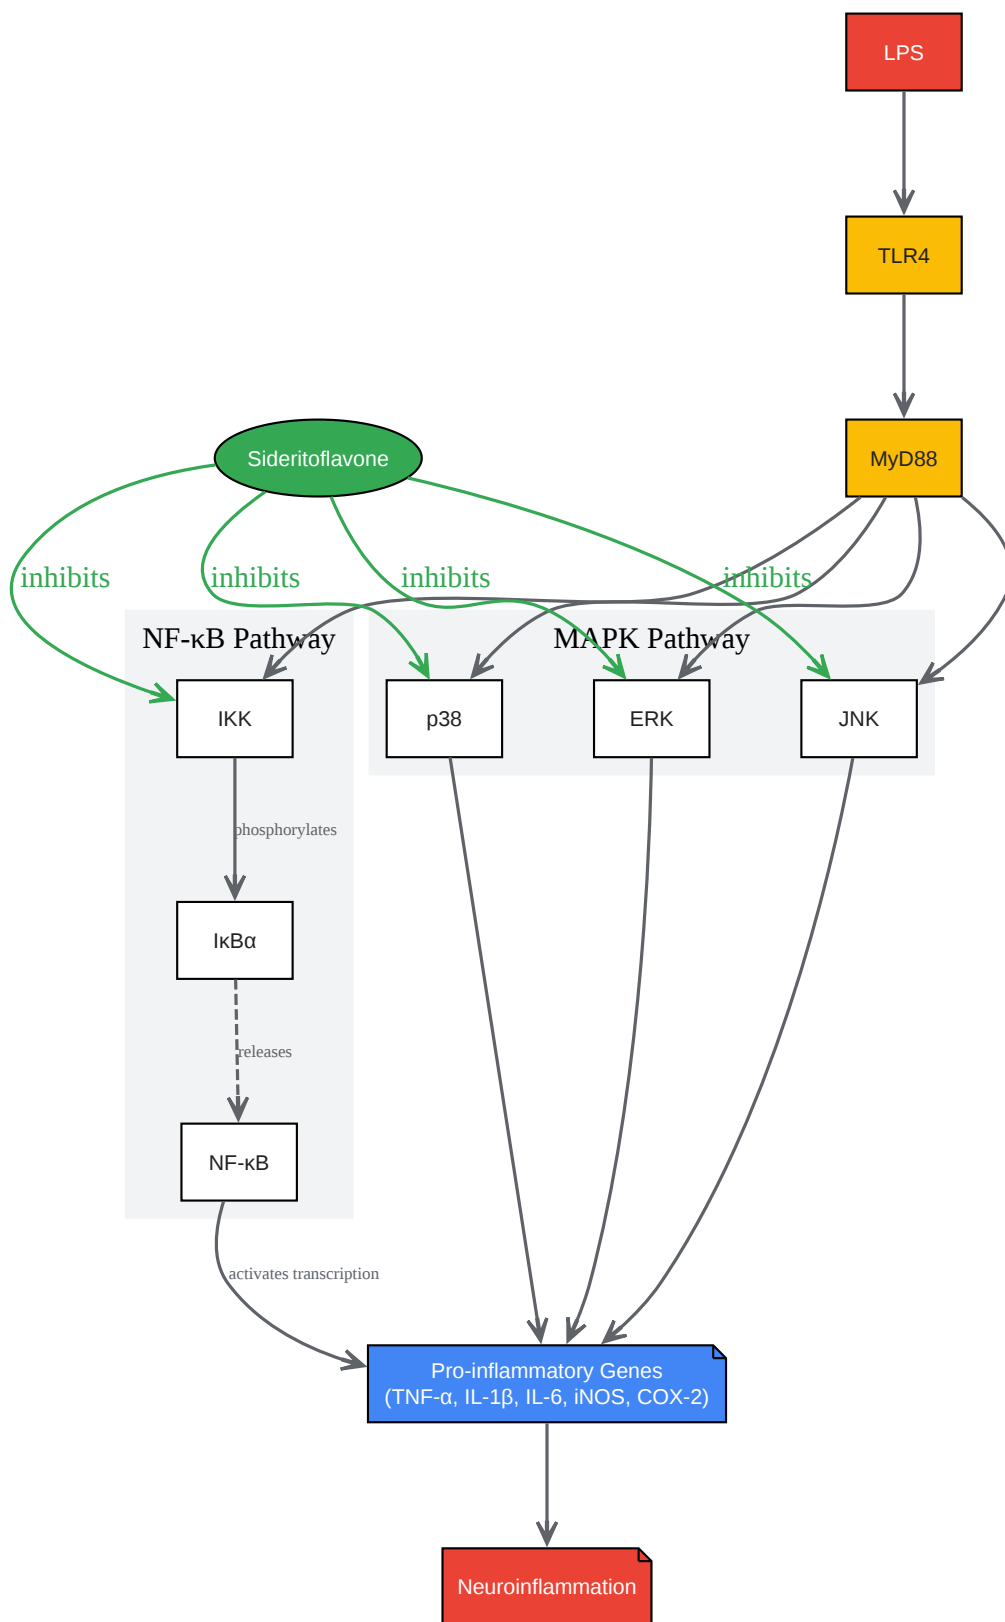 LPS
TLR4
MyD88
Sideritoflavone
inhibits
inhibits
inhibits
inhibits
NF-κB Pathway
MAPK Pathway
IKK
p38
ERK
JNK
phosphorylates
IκBα
releases
NF-κB
activates transcription
Pro-inflammatory Genes
(TNF-α, IL-1β, IL-6, iNOS, COX-2)
Neuroinflammation